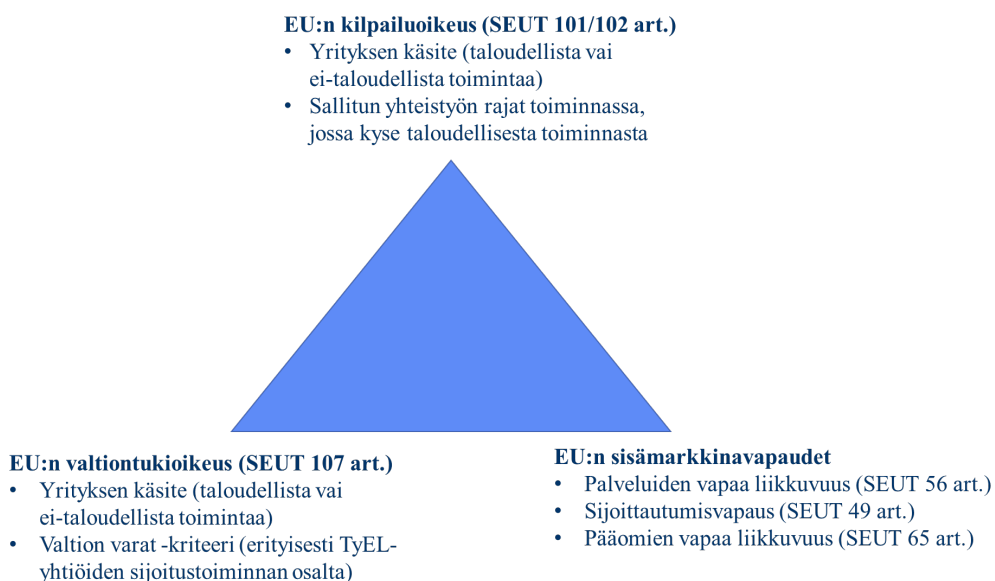 EU:n kilpailuoikeus (SEUT 101/102 art.)
• Yrityksen käsite (taloudellista vai
ei-taloudellista toimintaa)
• Sallitun yhteistyön rajat toiminnassa,
jossa kyse taloudellisesta toiminnasta
EU:n valtiontukioikeus (SEUT 107 art.)
• Yrityksen käsite (taloudellista vai
ei-taloudellista toimintaa)
• Valtion varat -kriteeri (erityisesti TyEL-
yhtiöiden sijoitustoiminnan osalta)
EU:n sisämarkkinavapaudet
• Palveluiden vapaa liikkuvuus (SEUT 56 art.)
• Sijoittautumisvapaus (SEUT 49 art.)
• Pääomien vapaa liikkuvuus (SEUT 65 art.)